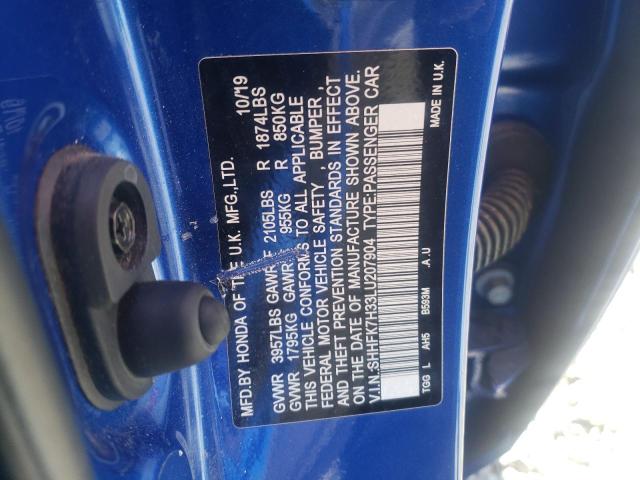 MFD.BY HONDA OF THE U.K. MFG.,LTD. 10/19
GVWR 3957LBS GAWR F 2105LBS R 1874LBS
GVWR 1795KG GAWR F 955KG R 850KG
THIS VEHICLE CONFORMS TO ALL APPLICABLE
FEDERAL MOTOR VEHICLE SAFETY , BUMPER ,
AND THEFT PREVENTION STANDARDS IN EFFECT
ON THE DATE OF MANUFACTURE SHOWN ABOVE.
V.I.N.:SHHFK7H33LU207904 TYPE:PASSENGER CAR
TGG L AH5 B593M .A.U MADE IN U.K.